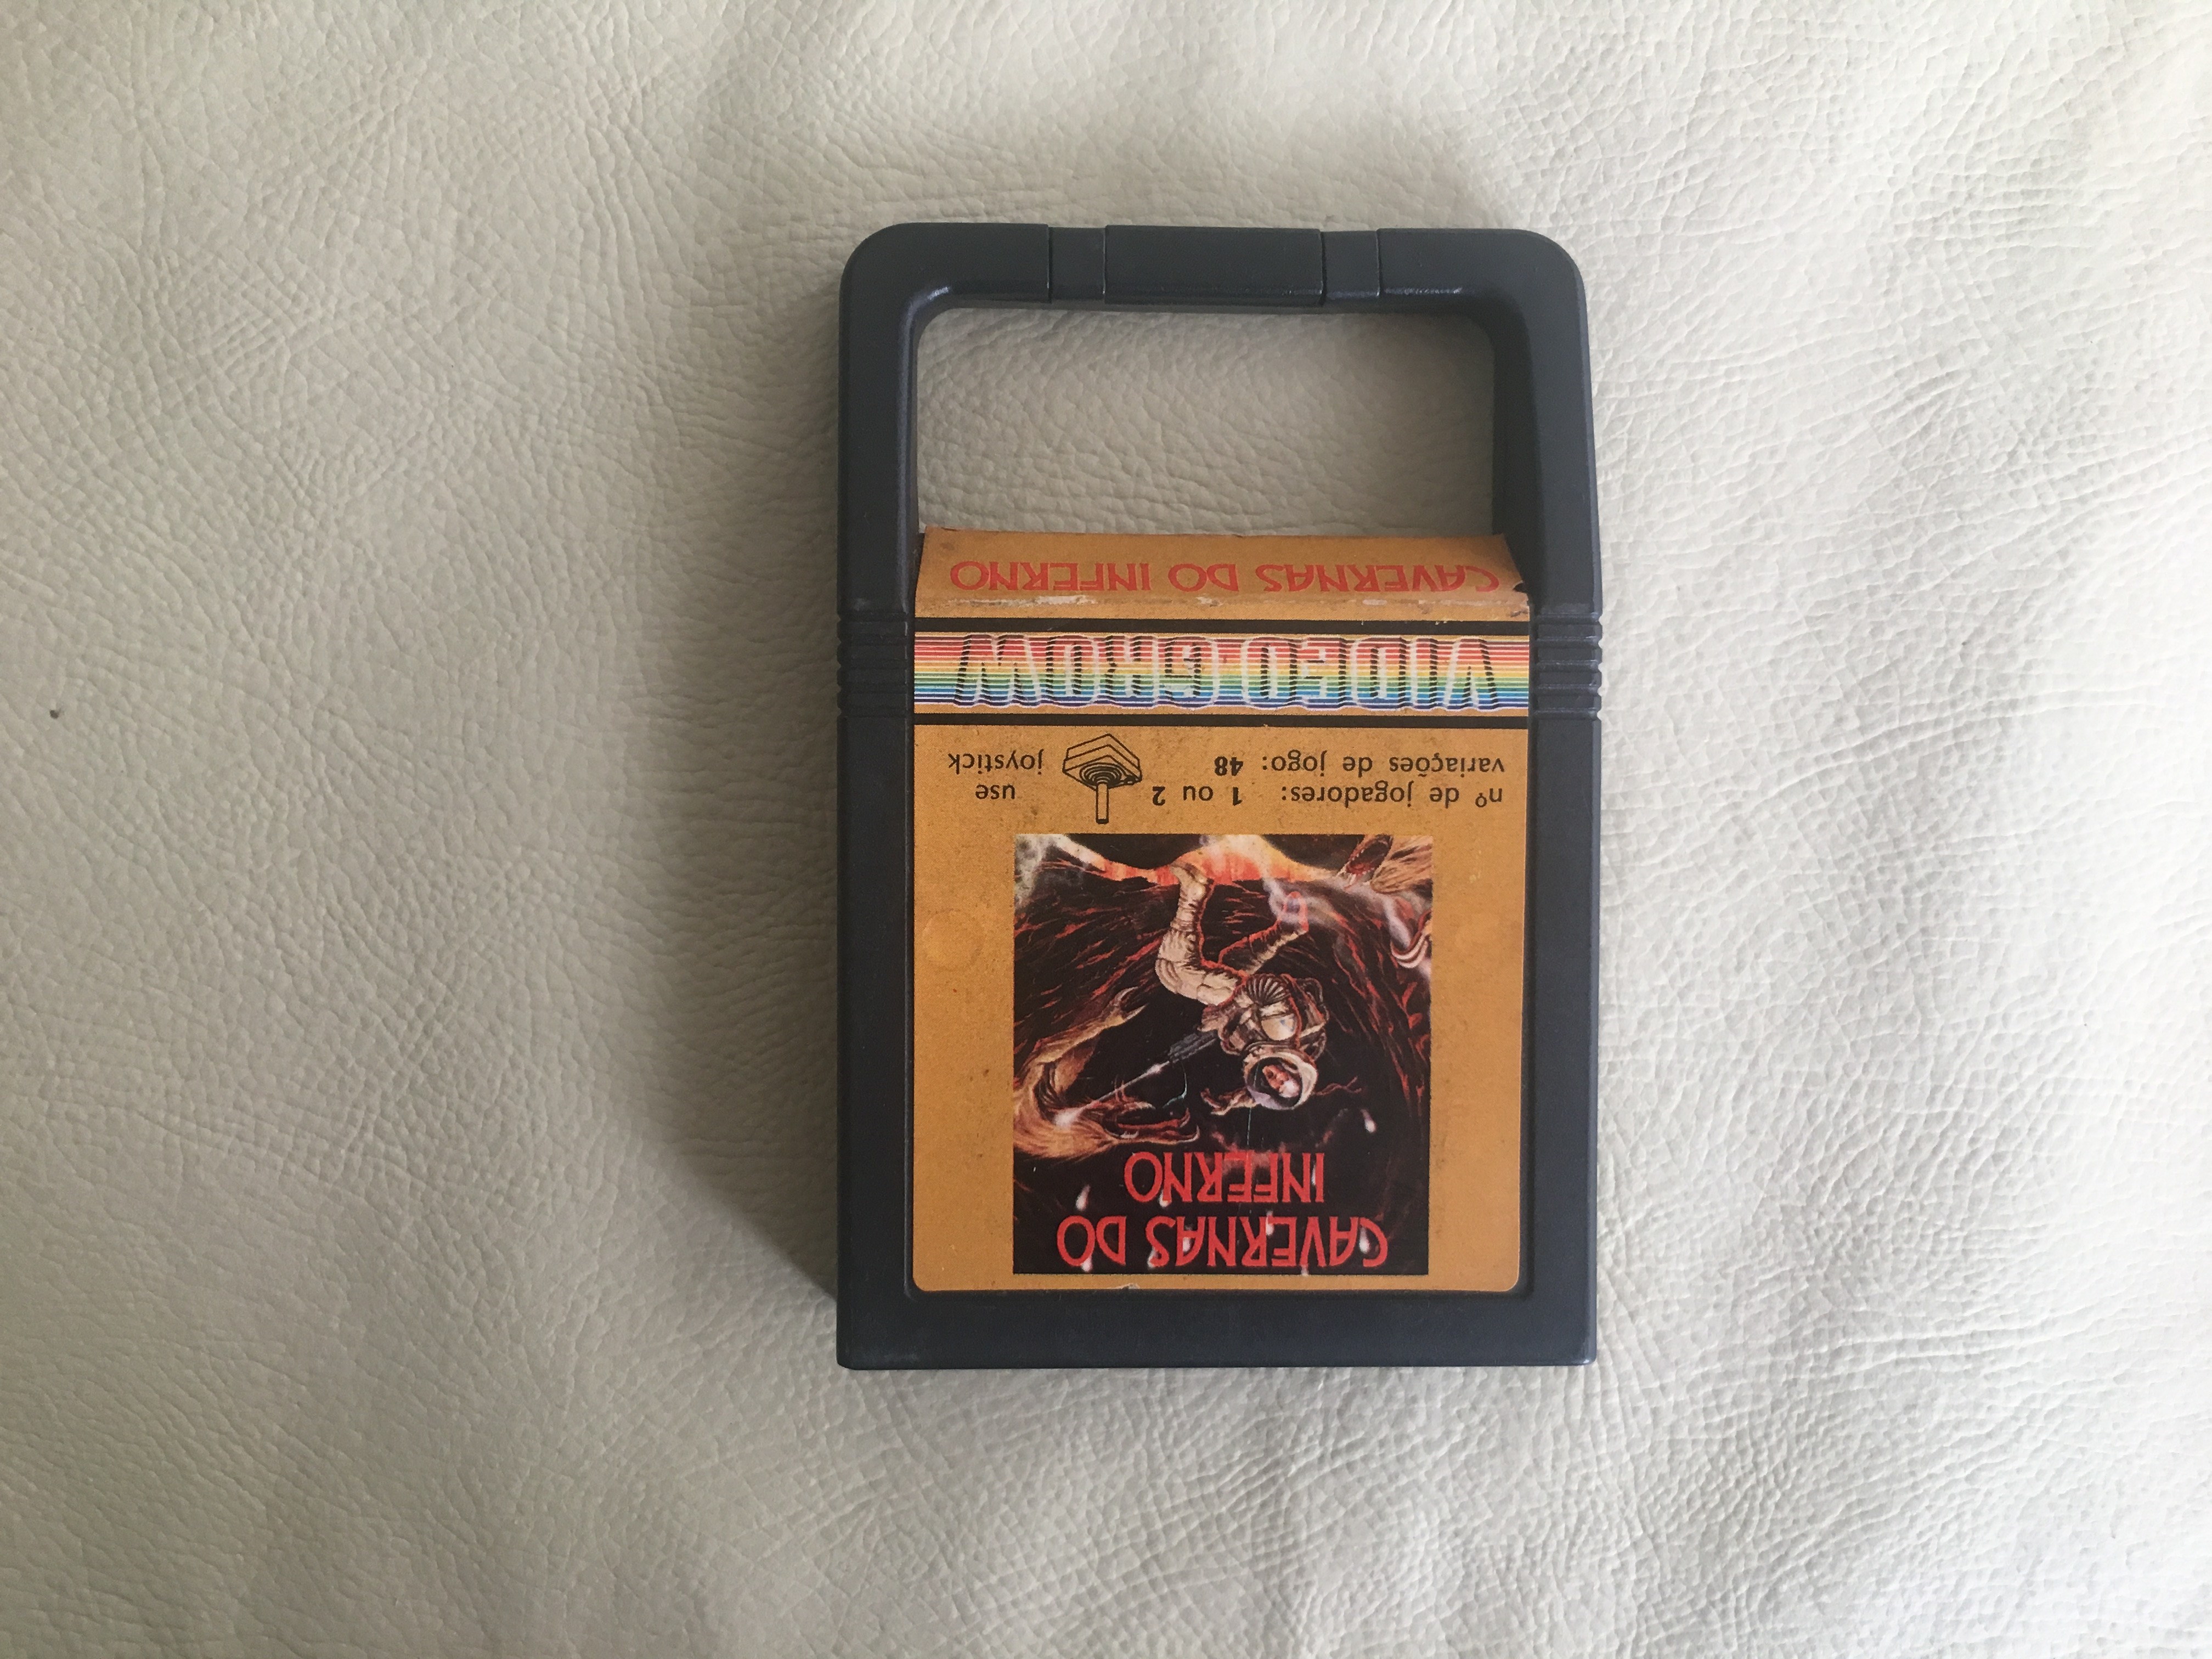 CAVERNAS DO
INFERNO
nº de jogadores: 1 ou 2
variações de jogo: 48
use
joystick
VIDEO GROW
CAVERNAS DO INFERNO